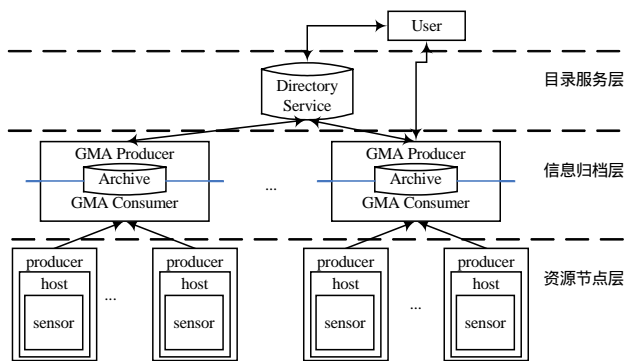 User
Directory
Service
目录服务层
GMA Producer
Archive
GMA Consumer
...
GMA Producer
Archive
GMA Consumer
信息归档层
producer
host
sensor
...
producer
host
sensor
producer
host
sensor
...
producer
host
sensor
资源节点层